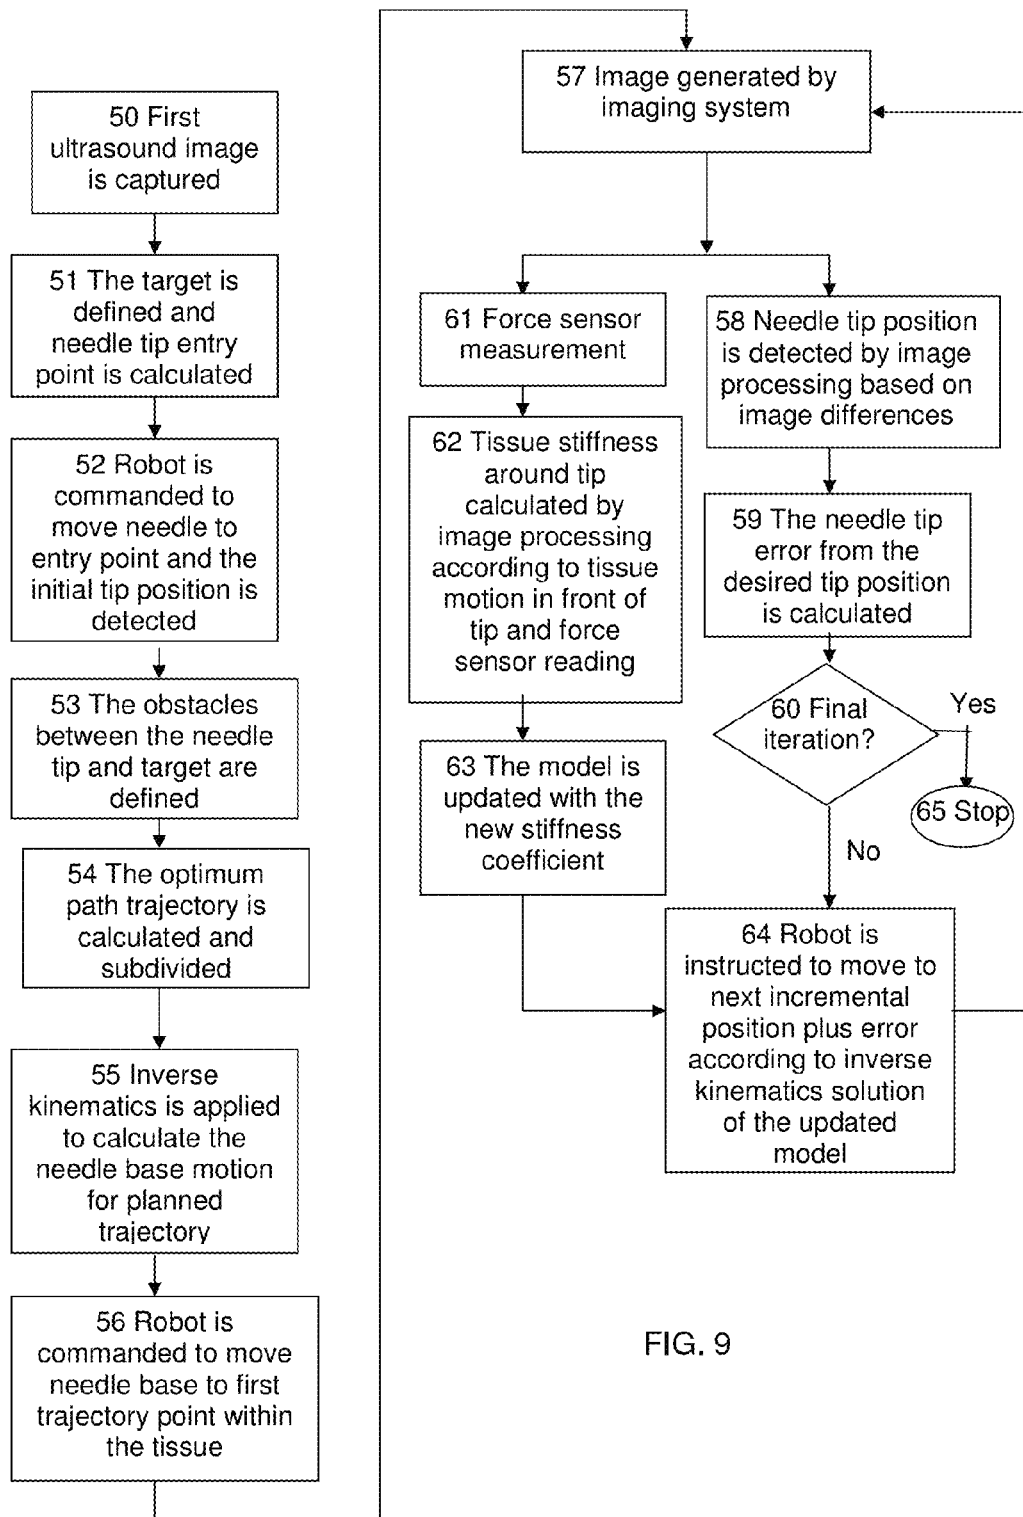 50 First
ultrasound image
is captured
51 The target is
defined and
needle tip entry
point is calculated
52 Robot is
commanded to
move needle to
entry point and the
initial tip position is
detected
53 The obstacles
between the needle
tip and target are
defined
54 The optimum
path trajectory is
calculated and
subdivided
55 Inverse
kinematics is applied
to calculate the
needle base motion
for planned
trajectory
56 Robot is
commanded to move
needle base to first
trajectory point within
the tissue
57 Image generated by
imaging system
61 Force sensor
measurement
62 Tissue stiffness
around tip
calculated by
image processing
according to tissue
motion in front of
tip and force
sensor reading
63 The model is
updated with the
new stiffness
coefficient
58 Needle tip position
is detected by image
processing based on
image differences
59 The needle tip
error from the
desired tip position
is calculated
60 Final
iteration?
Yes
65 Stop
No
64 Robot is
instructed to move to
next incremental
position plus error
according to inverse
kinematics solution
of the updated
model
FIG. 9